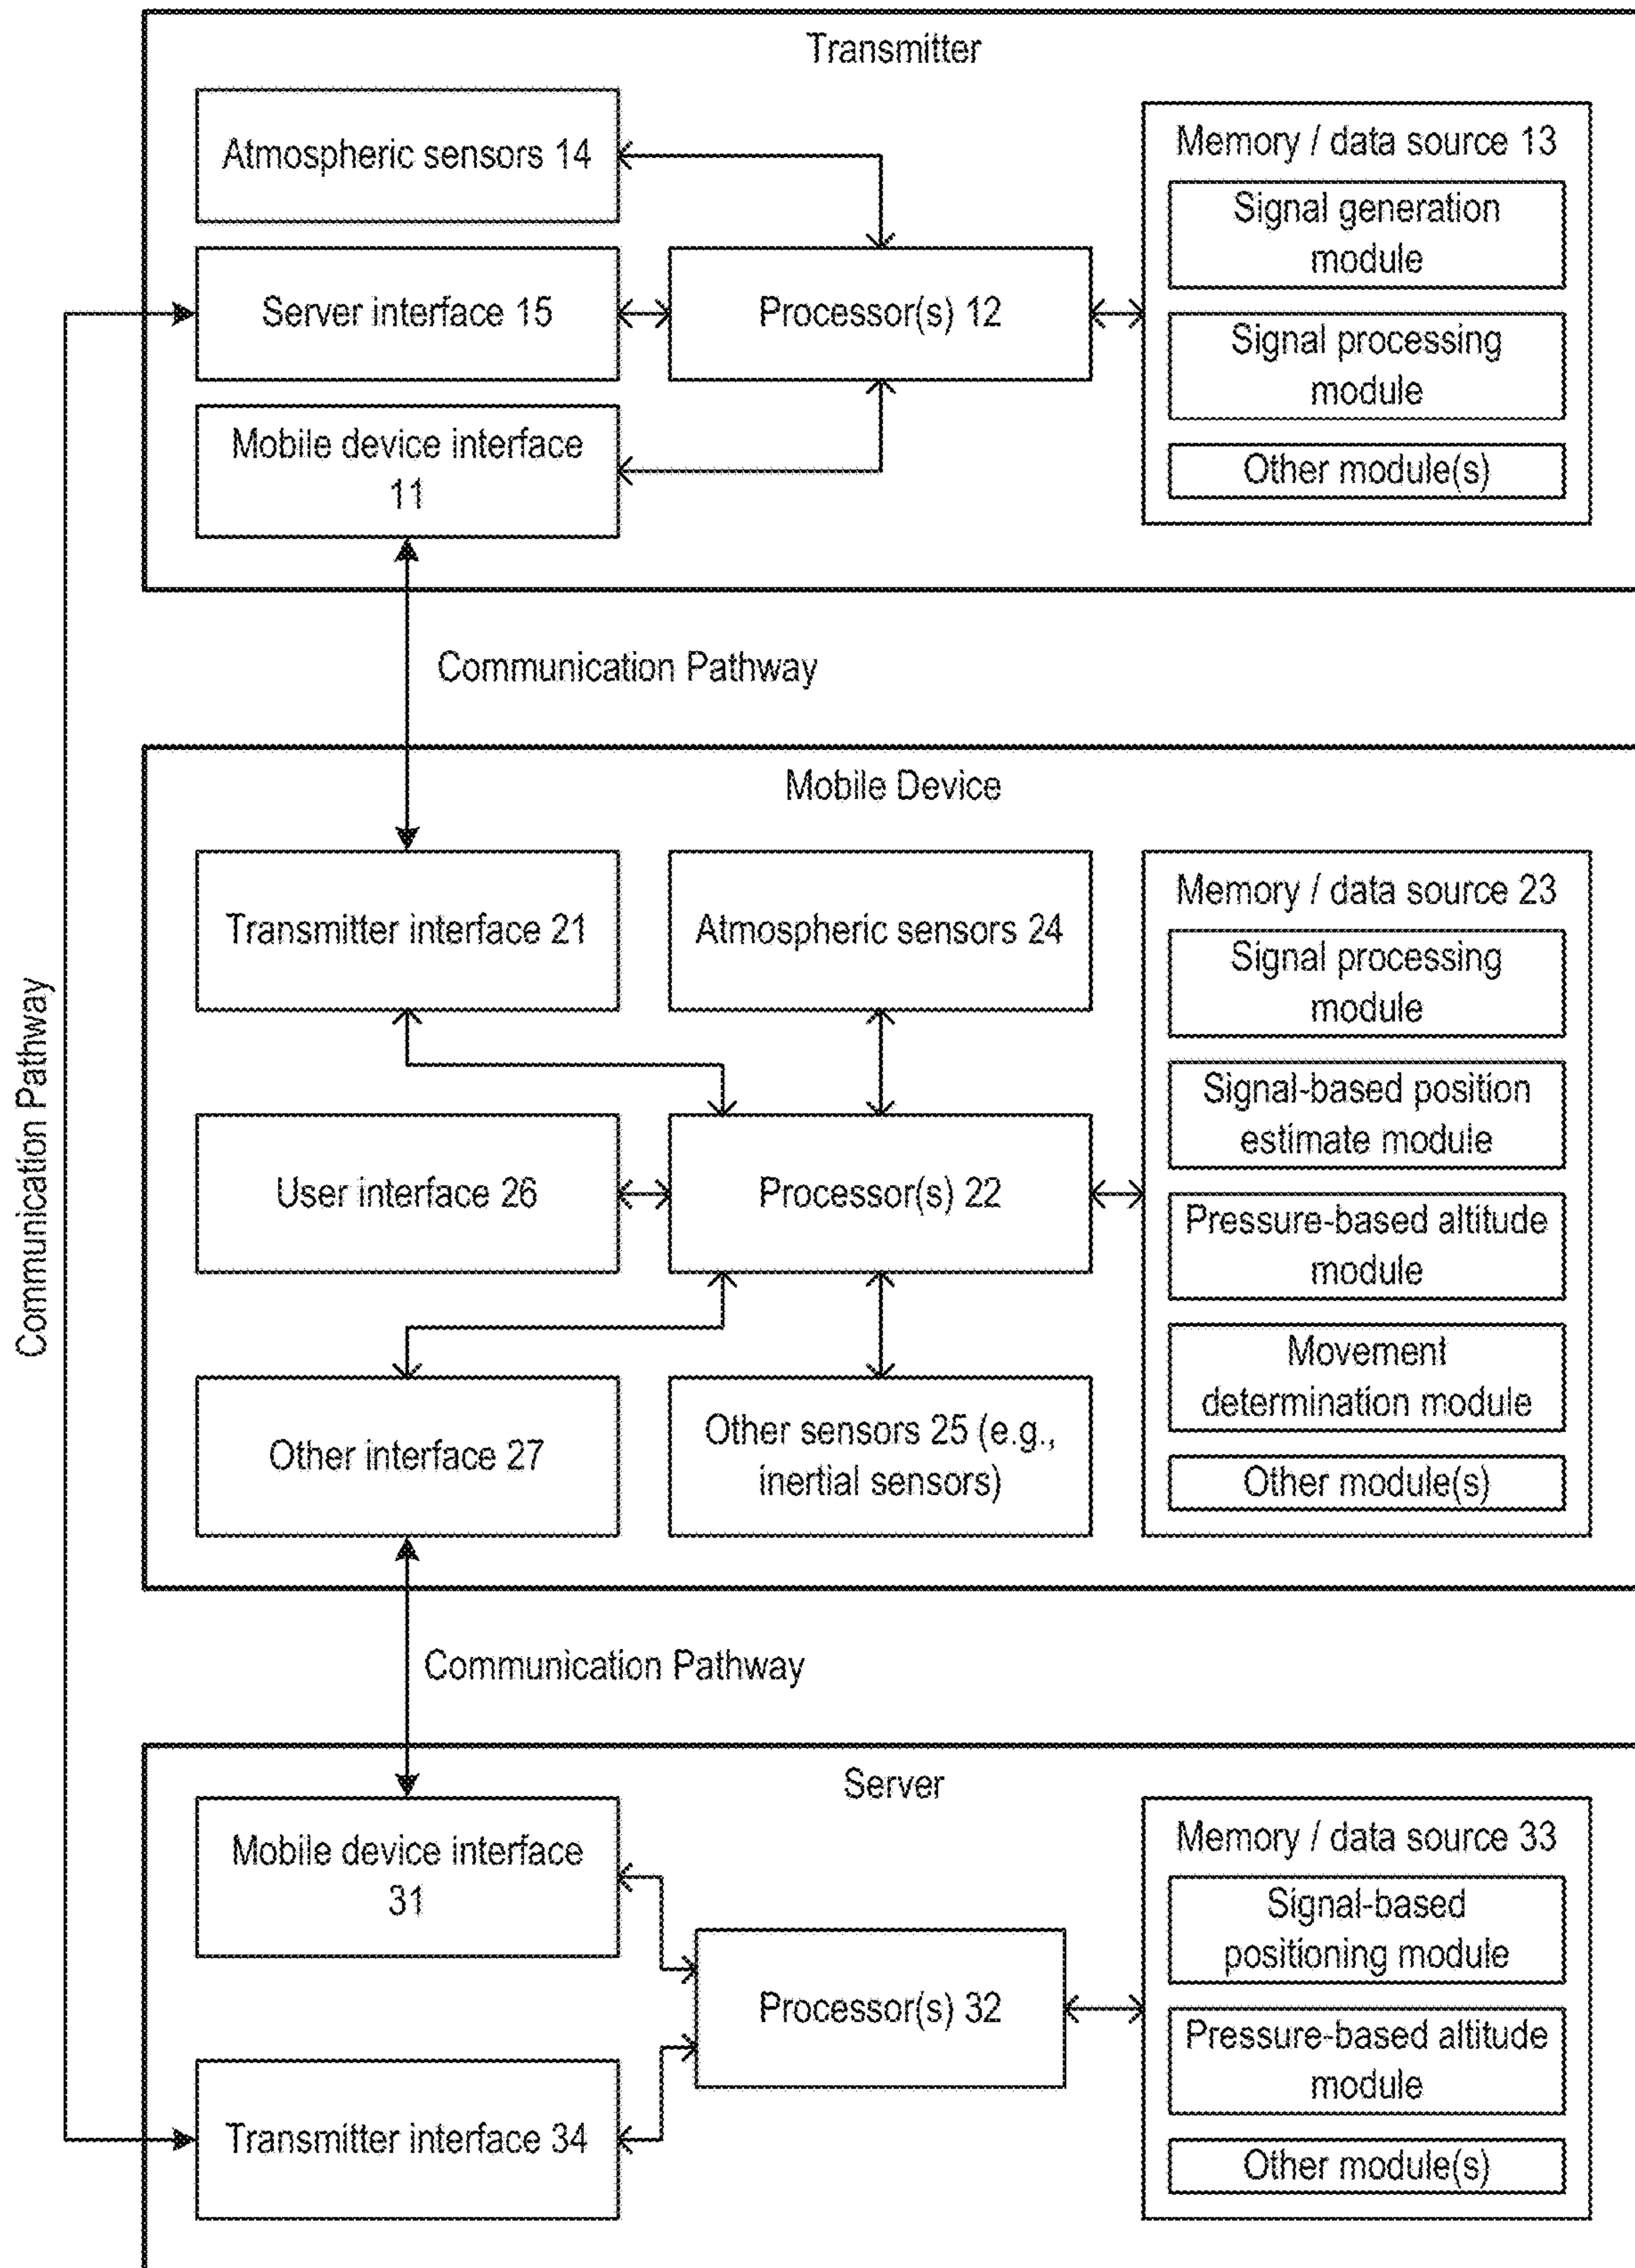 Transmitter
Atmospheric sensors 14
Server interface 15
Mobile device interface
11
Processor(s) 12
Memory / data source 13
Signal generation
module
Signal processing
module
Other module(s)
Communication Pathway
Communication Pathway
Mobile Device
Transmitter interface 21
Atmospheric sensors 24
User interface 26
Processor(s) 22
Other interface 27
Other sensors 25 (e.g.,
inertial sensors)
Memory / data source 23
Signal processing
module
Signal-based position
estimate module
Pressure-based altitude
module
Movement
determination module
Other module(s)
Communication Pathway
Server
Mobile device interface
31
Transmitter interface 34
Processor(s) 32
Memory / data source 33
Signal-based
positioning module
Pressure-based altitude
module
Other module(s)